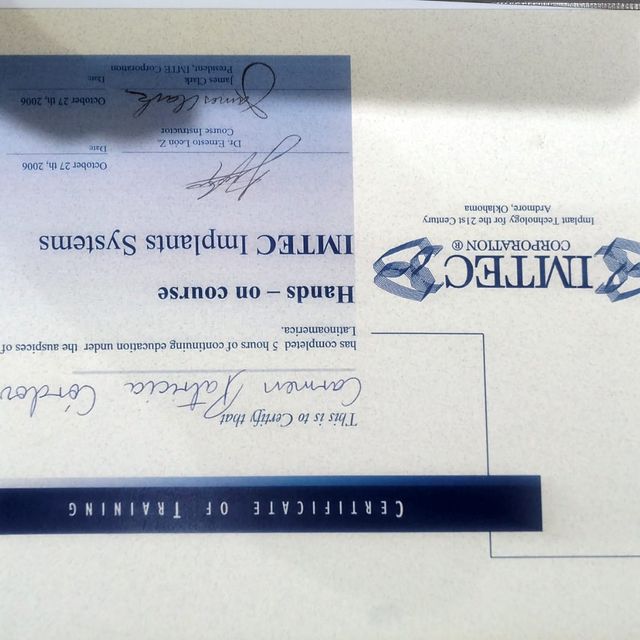 CERTIFICATE OF TRAINING
This is to Certify that
Carmen Patricia
has completed 5 hours of continuing education under the auspices of
Latinoamerica.
Hands – on course
IMTEC Implants Systems
October 27 th, 2006
Dr. Ernesto León Z. Date
Course Instructor
James Clark October 27 th, 2006
James Clark Date
President, IMTE Corporation
IMTEC
CORPORATION ®
Implant Technology for the 21st Century
Ardmore, Oklahoma